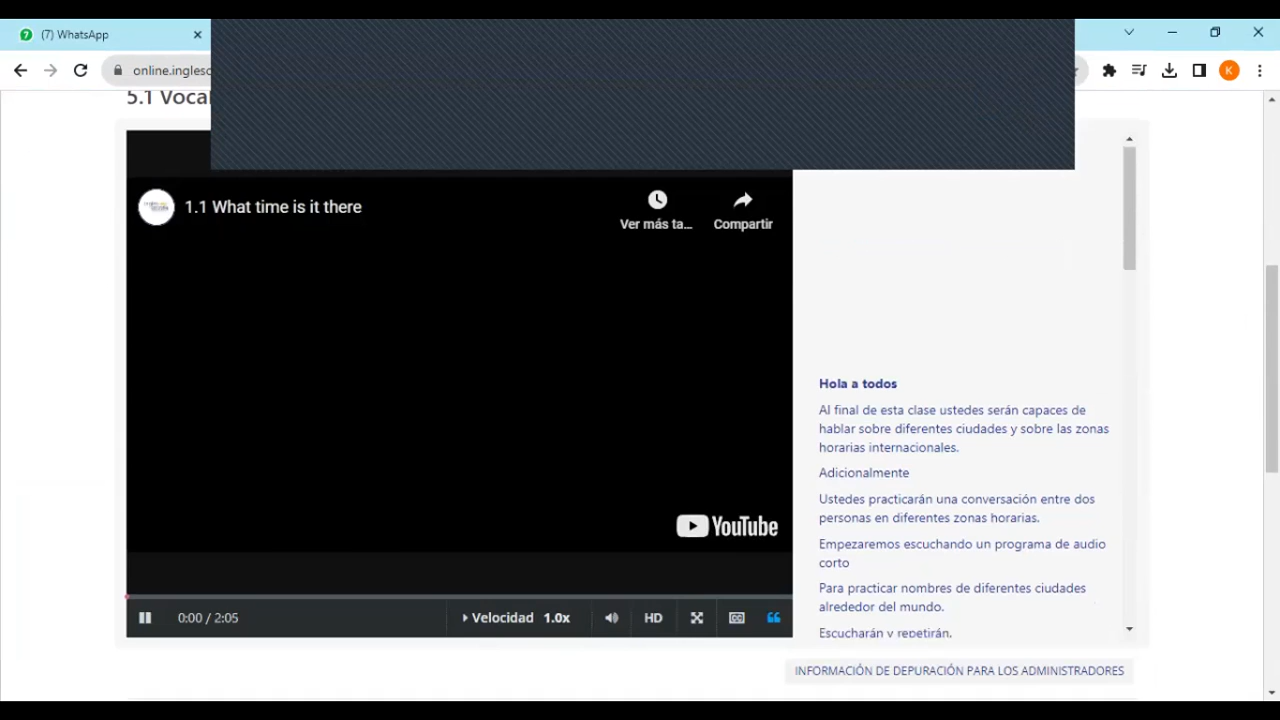 (7) WhatsApp
online.inglesc
K
5.1 Voca
1.1 What time is it there
Ver más ta...
Compartir
YouTube
0:00 / 2:05
Velocidad 1.0x
HD
Hola a todos
Al final de esta clase ustedes serán capaces de
hablar sobre diferentes ciudades y sobre las zonas
horarias internacionales.
Adicionalmente
Ustedes practicarán una conversación entre dos
personas en diferentes zonas horarias.
Empezaremos escuchando un programa de audio
corto
Para practicar nombres de diferentes ciudades
alrededor del mundo.
Escucharán y repetirán.
INFORMACIÓN DE DEPURACIÓN PARA LOS ADMINISTRADORES